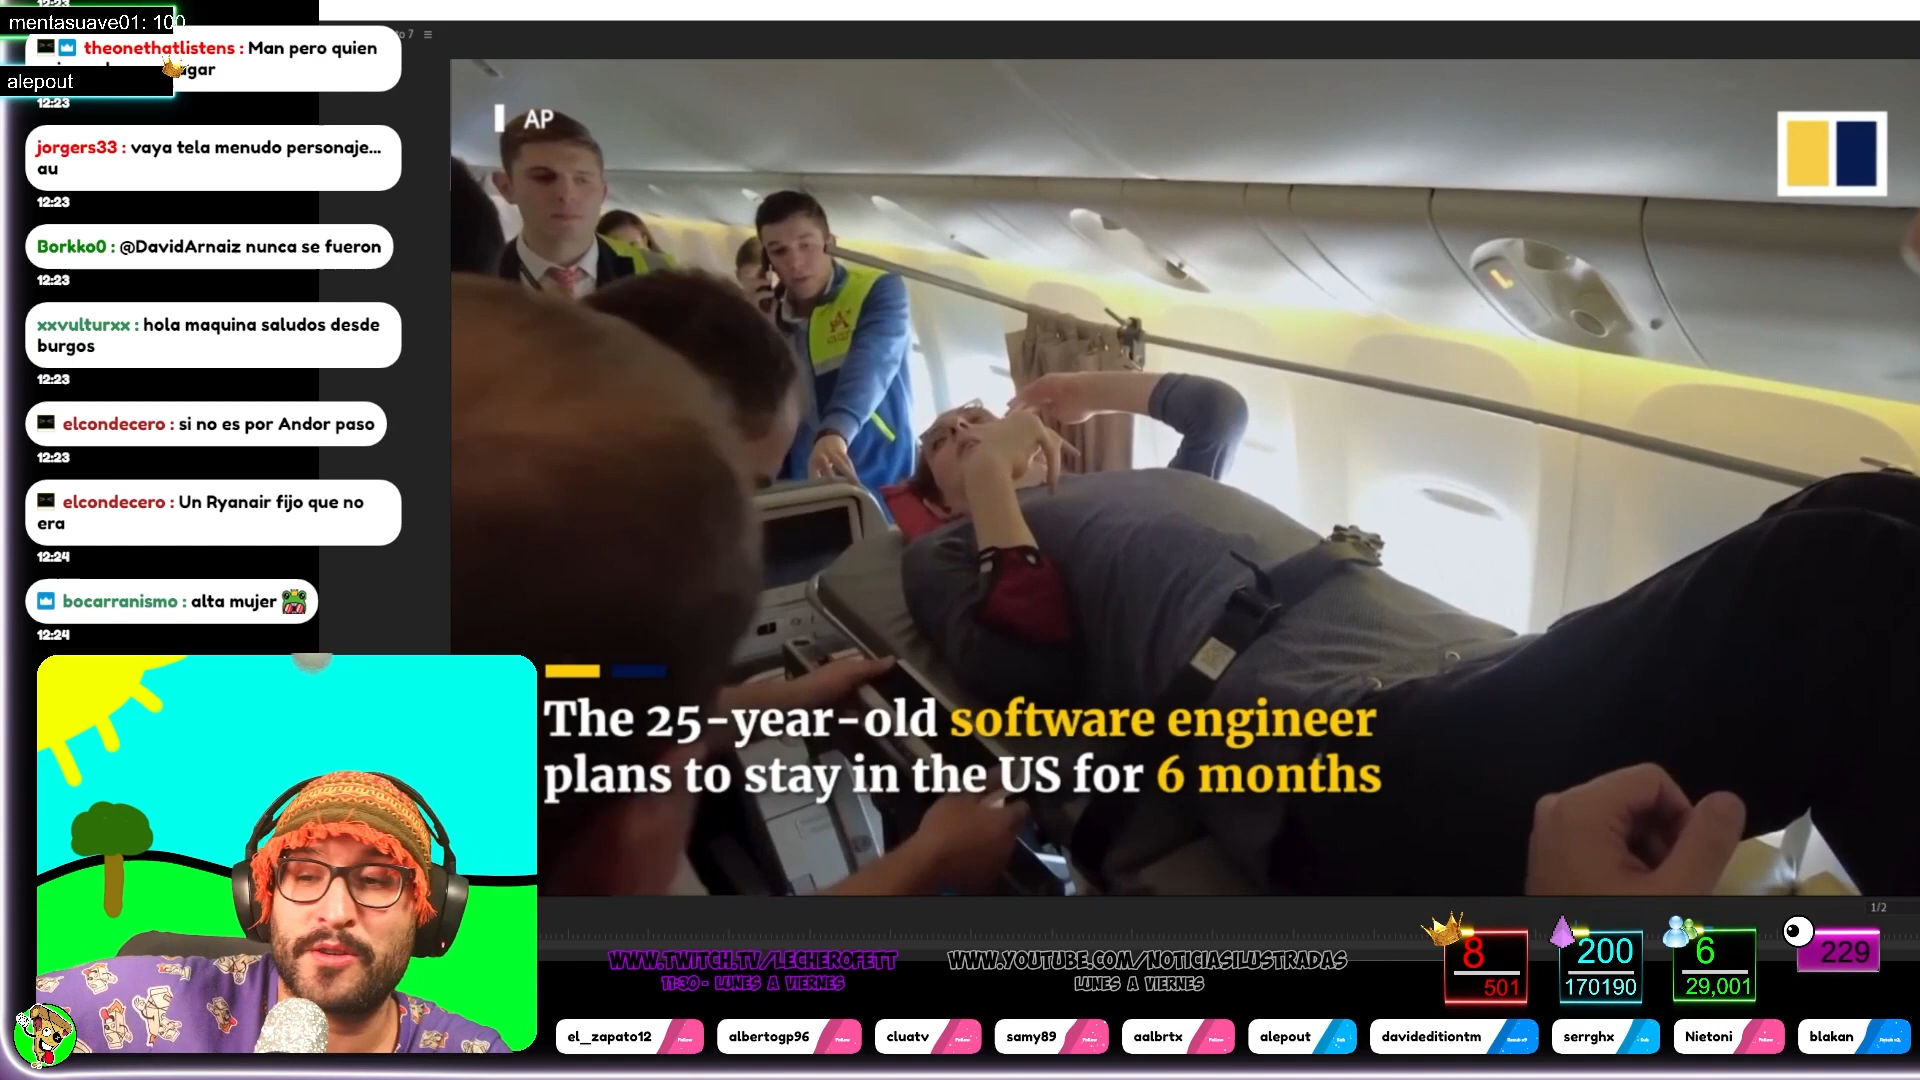 12:23
mentasuave01: 100
theonethatlistens : Man pero quien
agar
alepout
12:23
jorgers33 : vaya tela menudo personaje...
au
12:23
Borkko0 : @DavidArnaiz nunca se fueron
12:23
xxvulturxx : hola maquina saludos desde
burgos
12:23
elcondecero : si no es por Andor paso
12:23
elcondecero : Un Ryanair fijo que no
era
12:24
bocarranismo : alta mujer
12:24
AP
The 25-year-old software engineer
plans to stay in the US for 6 months
1/2
WWW.TWITCH.TV/LECHEROFETT
11:30 - LUNES A VIERNES
WWW.YOUTUBE.COM/NOTICIASILUSTRADAS
LUNES A VIERNES
8
501
200
170190
6
29,001
229
el_zapato12
albertogp96
cluatv
samy89
aalbrtx
alepout
davideditiontm
serrghx
Nietoni
blakan